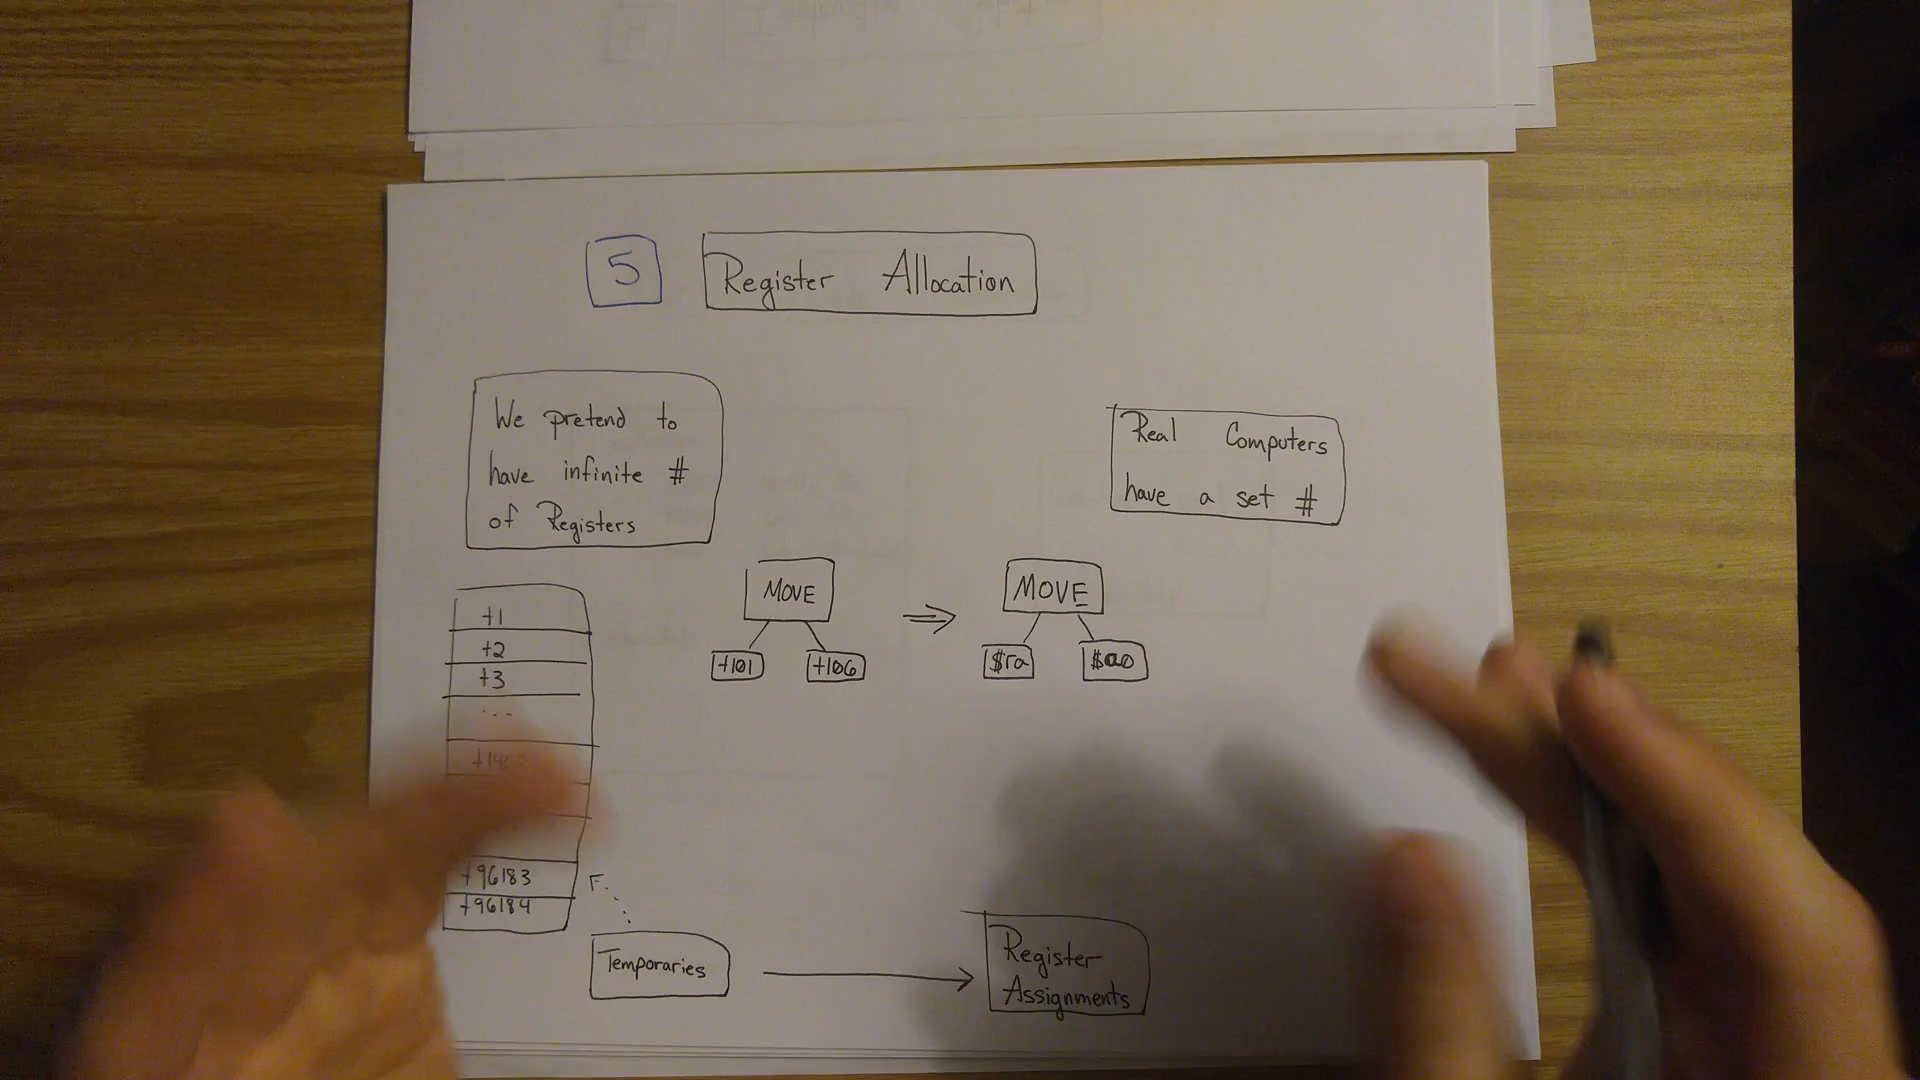 5
Register Allocation
We pretend to
have infinite #
of Registers
Real Computers
have a set #
t1
t2
t3
...
t96183
t96184
MOVE
t101 t106
⇒
MOVE
$ra $a0
Temporaries
Register
Assignments